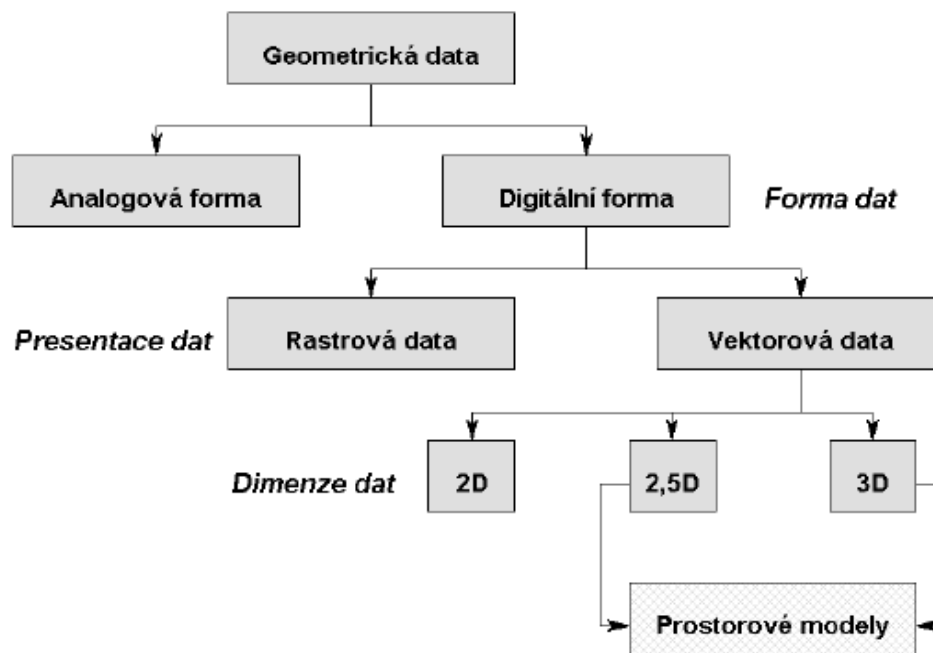 Geometrická data
Analogová forma
Digitální forma
Forma dat
Presentace dat
Rastrová data
Vektorová data
Dimenze dat
2D
2,5D
3D
Prostorové modely